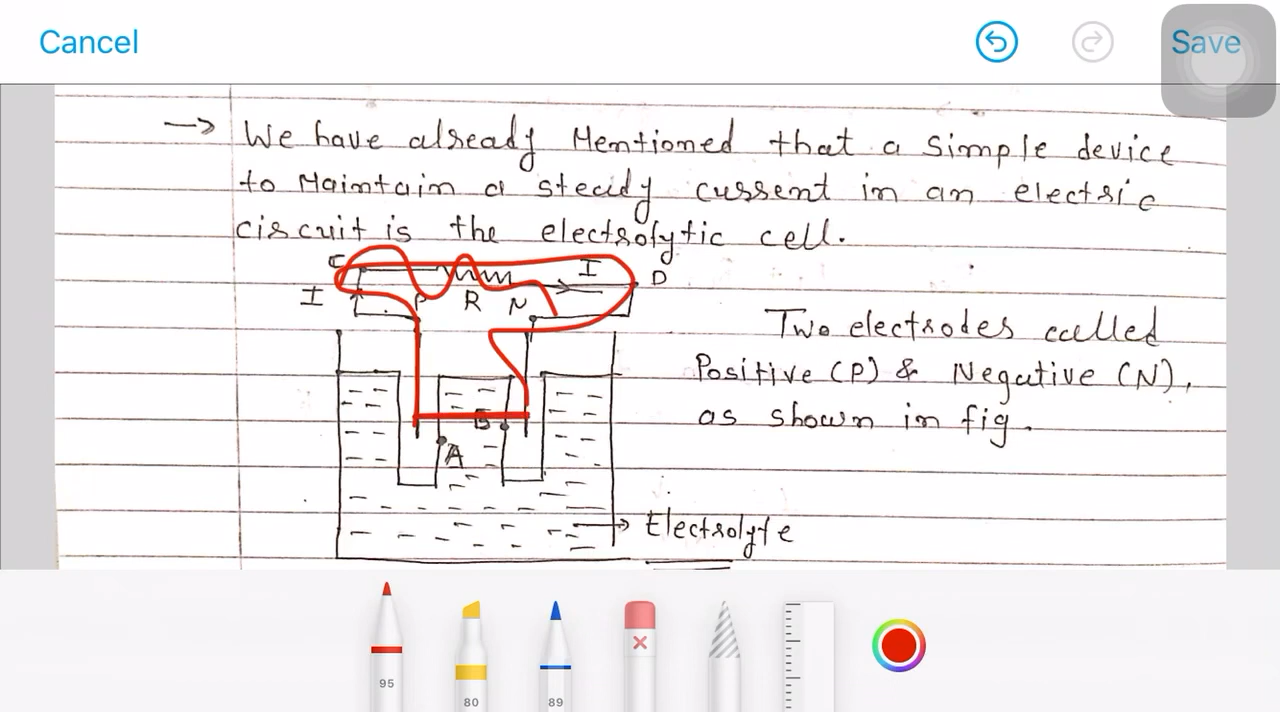 Cancel
Save
→ We have already Mentioned that a simple device
to Maintain a steady current in an electric
circuit is the electrolytic cell.
C
I
D
I
P
R
N
Two electrodes called
Positive (P) & Negative (N),
as shown in fig.
B
A
→ Electrolyte
95
80
89